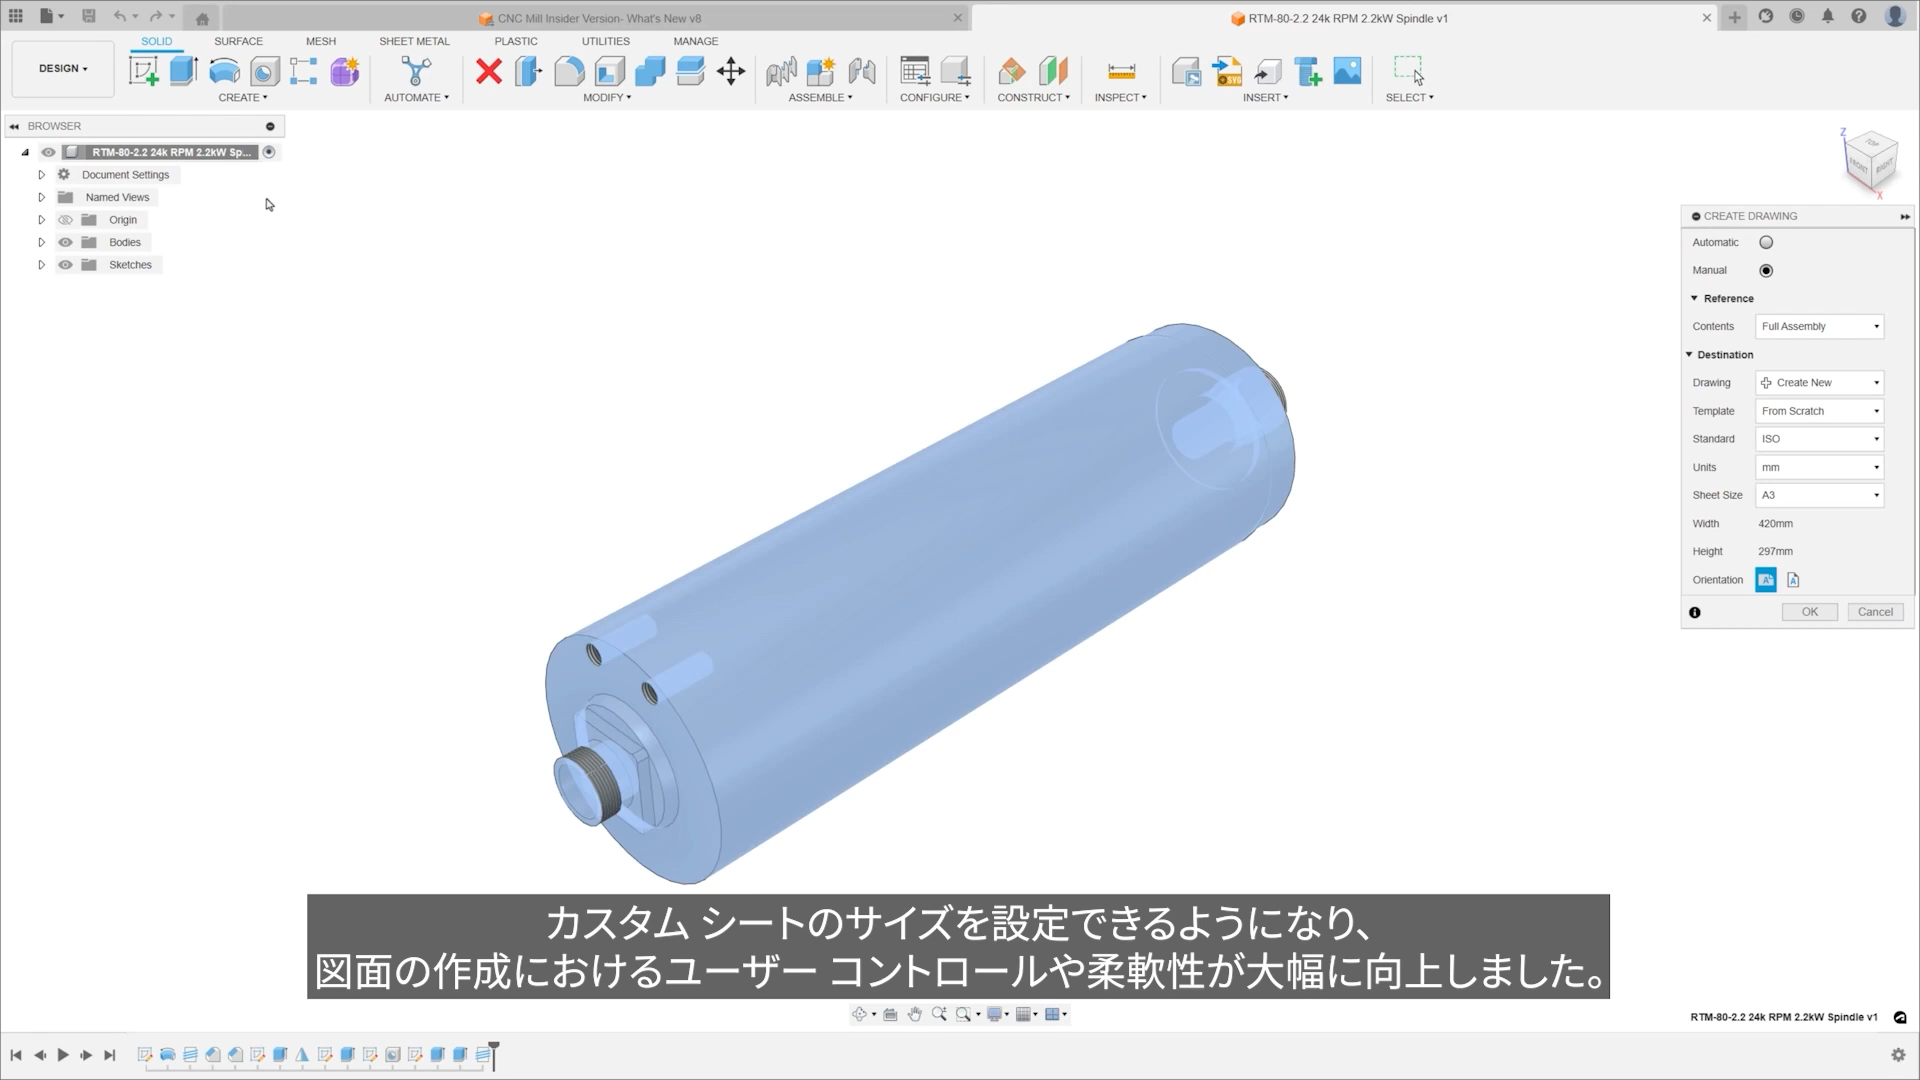 CNC Mill Insider Version- What's New v8
RTM-80-2.2 24k RPM 2.2kW Spindle v1
SOLID
SURFACE
MESH
SHEET METAL
PLASTIC
UTILITIES
MANAGE
DESIGN
CREATE
AUTOMATE
MODIFY
ASSEMBLE
CONFIGURE
CONSTRUCT
INSPECT
INSERT
SELECT
BROWSER
RTM-80-2.2 24k RPM 2.2kW Sp...
Document Settings
Named Views
Origin
Bodies
Sketches
Z
TOP
FRONT
RIGHT
X
CREATE DRAWING
Automatic
Manual
Reference
Contents Full Assembly
Destination
Drawing Create New
Template From Scratch
Standard ISO
Units mm
Sheet Size A3
Width 420mm
Height 297mm
Orientation
OK Cancel
カスタム シートのサイズを設定できるようになり、
図面の作成におけるユーザー コントロールや柔軟性が大幅に向上しました。
RTM-80-2.2 24k RPM 2.2kW Spindle v1